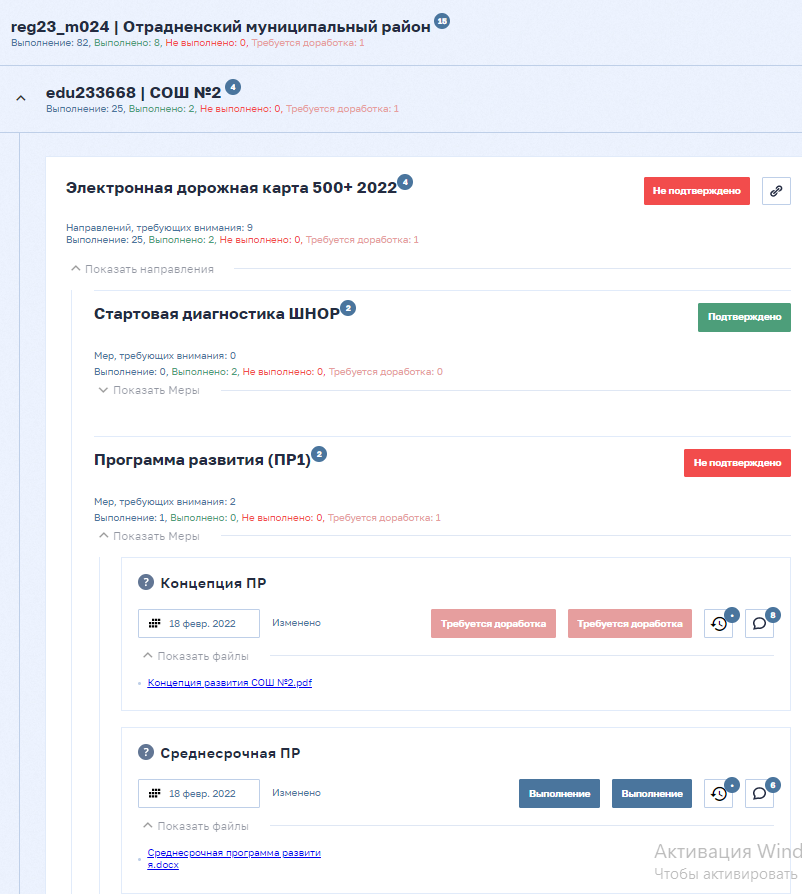 reg23_m024 | Отрадненский муниципальный район 15
Выполнение: 82, Выполнено: 8, Не выполнено: 0, Требуется доработка: 1
edu233668 | СОШ №2 4
Выполнение: 25, Выполнено: 2, Не выполнено: 0, Требуется доработка: 1
Электронная дорожная карта 500+ 2022 4
Не подтверждено
Направлений, требующих внимания: 9
Выполнение: 25, Выполнено: 2, Не выполнено: 0, Требуется доработка: 1
Показать направления
Стартовая диагностика ШНОР 2
Подтверждено
Мер, требующих внимания: 0
Выполнение: 0, Выполнено: 2, Не выполнено: 0, Требуется доработка: 0
Показать Меры
Программа развития (ПР1) 2
Не подтверждено
Мер, требующих внимания: 2
Выполнение: 1, Выполнено: 0, Не выполнено: 0, Требуется доработка: 1
Показать Меры
? Концепция ПР
18 февр. 2022 Изменено Требуется доработка Требуется доработка 8
Показать файлы
Концепция развития СОШ №2.pdf
? Среднесрочная ПР
18 февр. 2022 Изменено Выполнение Выполнение 6
Показать файлы
Среднесрочная программа развити
я.docx
Активация Wind
Чтобы активировать